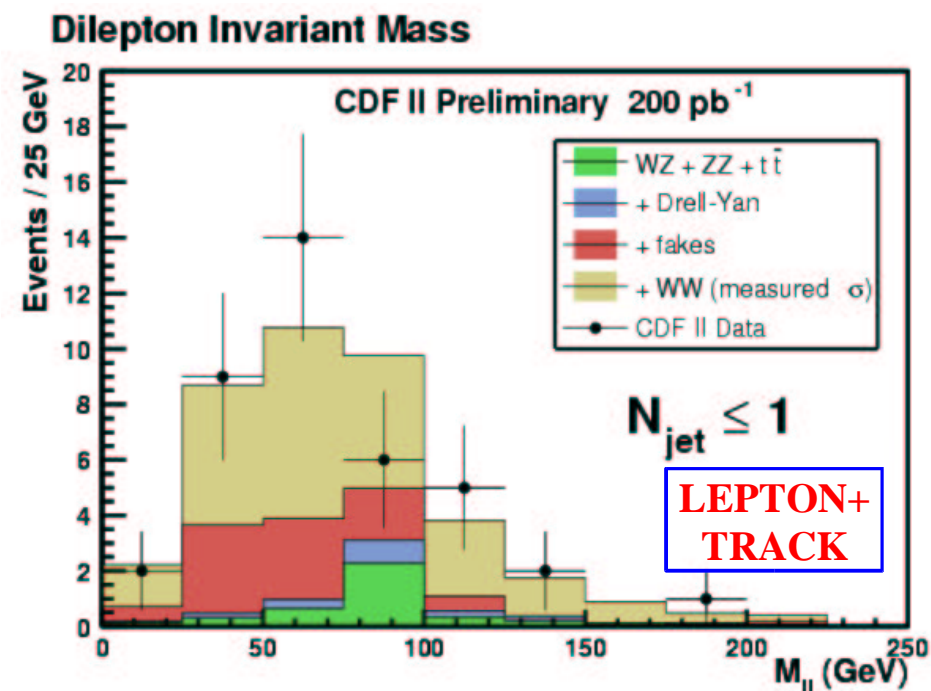 Dilepton Invariant Mass
Events / 25 GeV
20
18
16
14
12
10
8
6
4
2
0
CDF II Preliminary 200 pb⁻¹
WZ + ZZ + t t̄
+ Drell-Yan
+ fakes
+ WW (measured σ)
CDF II Data
N_jet ≤ 1
LEPTON+
TRACK
0 50 100 150 200 250
M_ll (GeV)